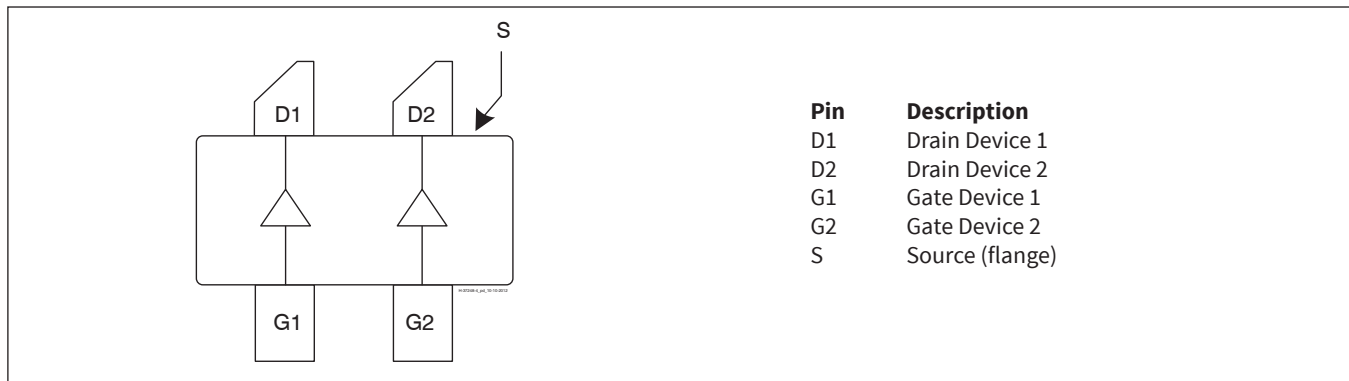 S
D1 D2
G1 G2
Pin Description
D1 Drain Device 1
D2 Drain Device 2
G1 Gate Device 1
G2 Gate Device 2
S Source (flange)